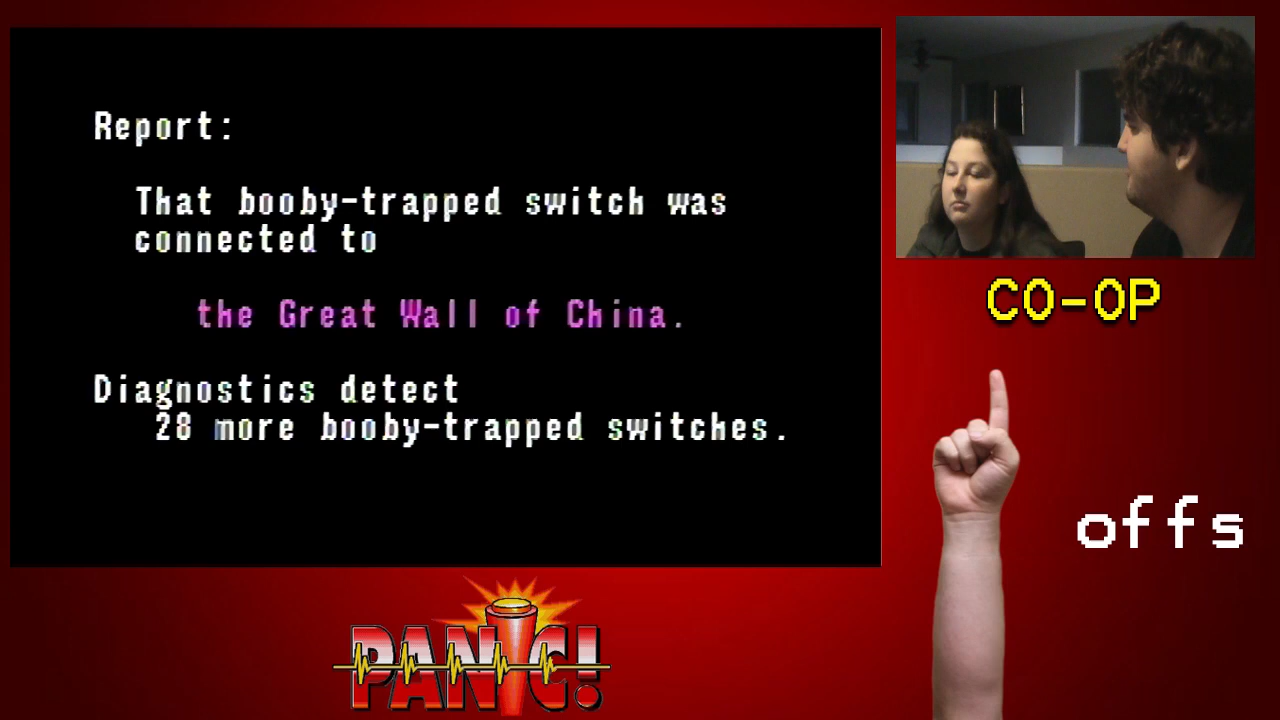 Report:
That booby-trapped switch was
connected to
the Great Wall of China.
Diagnostics detect
28 more booby-trapped switches.
CO-OP
offs
PANIC!